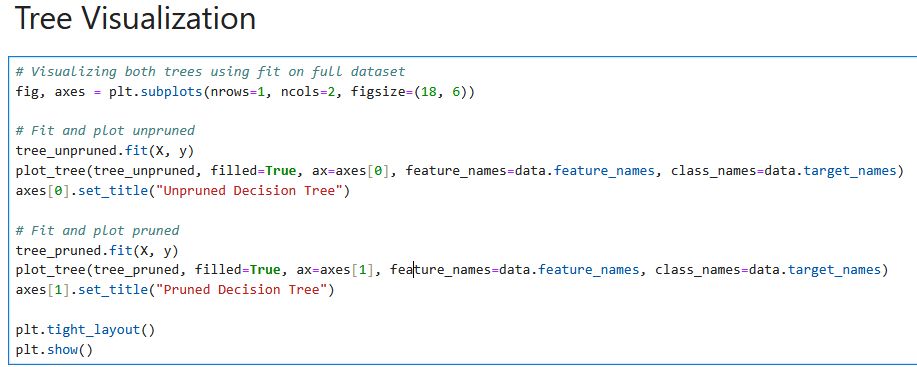 Tree Visualization
# Visualizing both trees using fit on full dataset
fig, axes = plt.subplots(nrows=1, ncols=2, figsize=(18, 6))
# Fit and plot unpruned
tree_unpruned.fit(X, y)
plot_tree(tree_unpruned, filled=True, ax=axes[0], feature_names=data.feature_names, class_names=data.target_names)
axes[0].set_title("Unpruned Decision Tree")
# Fit and plot pruned
tree_pruned.fit(X, y)
plot_tree(tree_pruned, filled=True, ax=axes[1], feature_names=data.feature_names, class_names=data.target_names)
axes[1].set_title("Pruned Decision Tree")
plt.tight_layout()
plt.show()